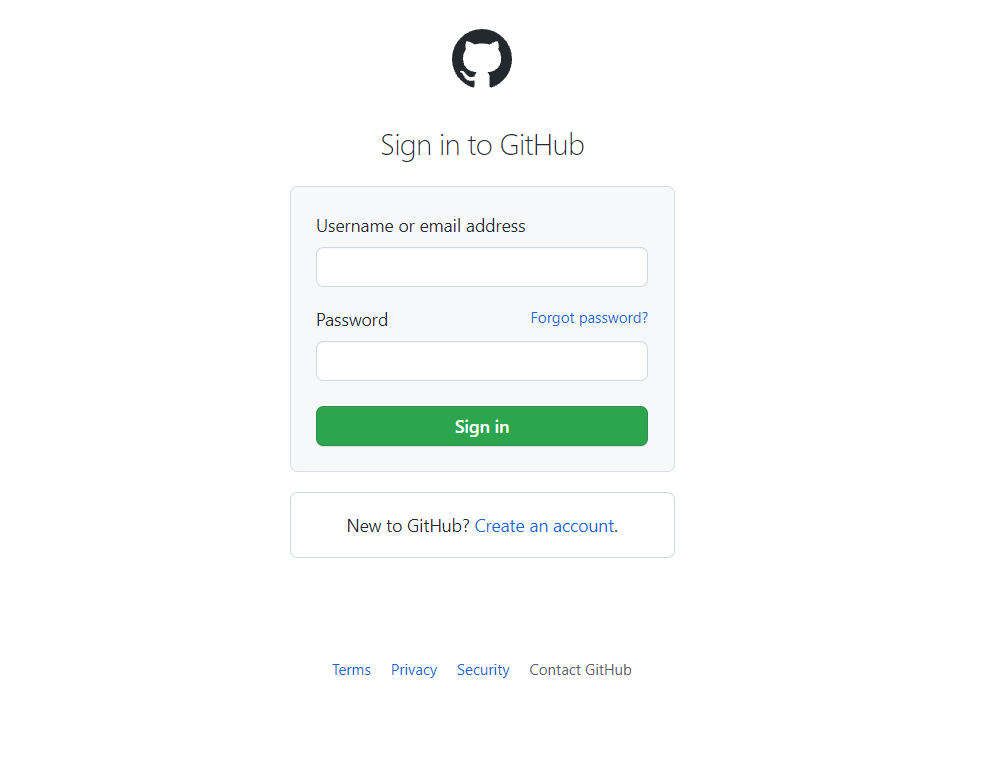 Sign in to GitHub
Username or email address
Password Forgot password?
Sign in
New to GitHub? Create an account.
Terms Privacy Security Contact GitHub